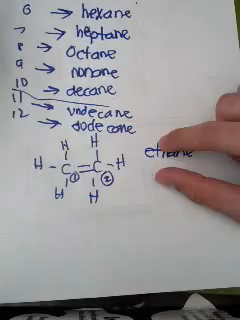 6 → hexane
7 → heptane
8 → octane
9 → nonane
10 → decane
11 → undecane
12 → dodecane
H H
H - C = C - H
① ②
H H
ethane